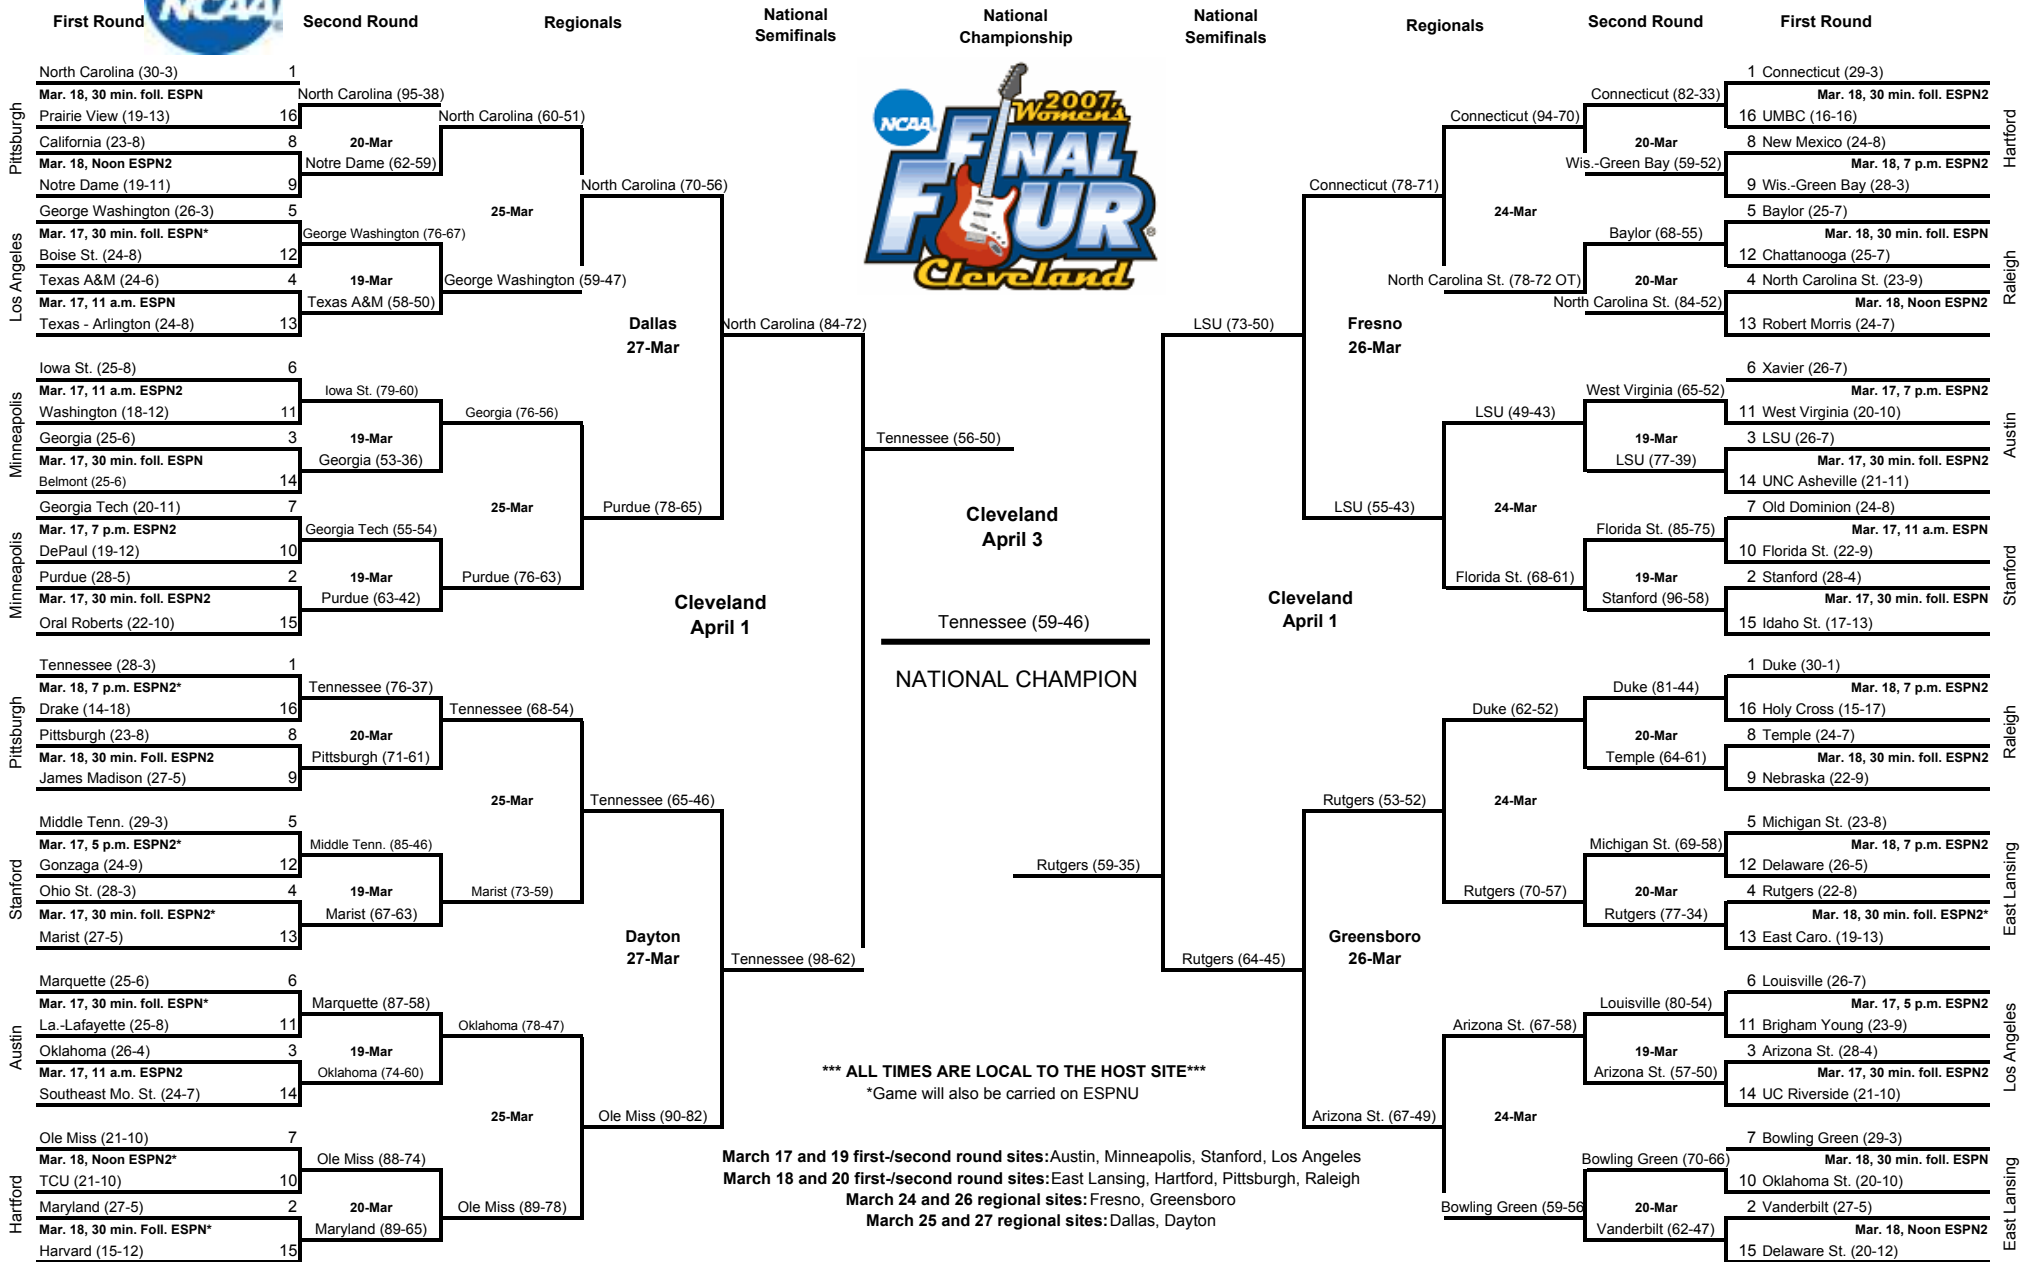 NCAA
First Round
Second Round
Regionals
National
Semifinals
National
Championship
National
Semifinals
Regionals
Second Round
First Round
Pittsburgh
North Carolina (30-3) 1
Mar. 18, 30 min. foll. ESPN
Prairie View (19-13) 16
California (23-8) 8
Mar. 18, Noon ESPN2
Notre Dame (19-11) 9
Los Angeles
George Washington (26-3) 5
Mar. 17, 30 min. foll. ESPN*
Boise St. (24-8) 12
Texas A&M (24-6) 4
Mar. 17, 11 a.m. ESPN
Texas - Arlington (24-8) 13
Minneapolis
Iowa St. (25-8) 6
Mar. 17, 11 a.m. ESPN2
Washington (18-12) 11
Georgia (25-6) 3
Mar. 17, 30 min. foll. ESPN
Belmont (25-6) 14
Minneapolis
Georgia Tech (20-11) 7
Mar. 17, 7 p.m. ESPN2
DePaul (19-12) 10
Purdue (28-5) 2
Mar. 17, 30 min. foll. ESPN2
Oral Roberts (22-10) 15
Pittsburgh
Tennessee (28-3) 1
Mar. 18, 7 p.m. ESPN2*
Drake (14-18) 16
Pittsburgh (23-8) 8
Mar. 18, 30 min. Foll. ESPN2
James Madison (27-5) 9
Stanford
Middle Tenn. (29-3) 5
Mar. 17, 5 p.m. ESPN2*
Gonzaga (24-9) 12
Ohio St. (28-3) 4
Mar. 17, 30 min. foll. ESPN2*
Marist (27-5) 13
Austin
Marquette (25-6) 6
Mar. 17, 30 min. foll. ESPN*
La.-Lafayette (25-8) 11
Oklahoma (26-4) 3
Mar. 17, 11 a.m. ESPN2
Southeast Mo. St. (24-7) 14
Hartford
Ole Miss (21-10) 7
Mar. 18, Noon ESPN2*
TCU (21-10) 10
Maryland (27-5) 2
Mar. 18, 30 min. Foll. ESPN*
Harvard (15-12) 15
North Carolina (95-38)
20-Mar
Notre Dame (62-59)
George Washington (76-67)
19-Mar
Texas A&M (58-50)
Iowa St. (79-60)
19-Mar
Georgia (53-36)
Georgia Tech (55-54)
19-Mar
Purdue (63-42)
Tennessee (76-37)
20-Mar
Pittsburgh (71-61)
Middle Tenn. (85-46)
19-Mar
Marist (67-63)
Marquette (87-58)
19-Mar
Oklahoma (74-60)
Ole Miss (88-74)
20-Mar
Maryland (89-65)
North Carolina (60-51)
25-Mar
George Washington (59-47)
Georgia (76-56)
25-Mar
Purdue (76-63)
Tennessee (68-54)
25-Mar
Marist (73-59)
Oklahoma (78-47)
25-Mar
Ole Miss (89-78)
North Carolina (70-56)
Dallas
27-Mar
Purdue (78-65)
Tennessee (65-46)
Dayton
27-Mar
Ole Miss (90-82)
North Carolina (84-72)
Cleveland
April 1
Tennessee (98-62)
NCAA
2007
Women's
FINAL
FOUR
®
Cleveland
Tennessee (56-50)
Cleveland
April 3
Tennessee (59-46)
NATIONAL CHAMPION
Rutgers (59-35)
*** ALL TIMES ARE LOCAL TO THE HOST SITE***
*Game will also be carried on ESPNU
March 17 and 19 first-/second round sites: Austin, Minneapolis, Stanford, Los Angeles
March 18 and 20 first-/second round sites: East Lansing, Hartford, Pittsburgh, Raleigh
March 24 and 26 regional sites: Fresno, Greensboro
March 25 and 27 regional sites: Dallas, Dayton
LSU (73-50)
Cleveland
April 1
Rutgers (64-45)
Connecticut (78-71)
Fresno
26-Mar
LSU (55-43)
Rutgers (53-52)
Greensboro
26-Mar
Arizona St. (67-49)
Connecticut (94-70)
24-Mar
North Carolina St. (78-72 OT)
LSU (49-43)
24-Mar
Florida St. (68-61)
Duke (62-52)
24-Mar
Rutgers (70-57)
Arizona St. (67-58)
24-Mar
Bowling Green (59-56
Connecticut (82-33)
20-Mar
Wis.-Green Bay (59-52)
Baylor (68-55)
20-Mar
North Carolina St. (84-52)
West Virginia (65-52)
19-Mar
LSU (77-39)
Florida St. (85-75)
19-Mar
Stanford (96-58)
Duke (81-44)
20-Mar
Temple (64-61)
Michigan St. (69-58)
20-Mar
Rutgers (77-34)
Louisville (80-54)
19-Mar
Arizona St. (57-50)
Bowling Green (70-66)
20-Mar
Vanderbilt (62-47)
1 Connecticut (29-3)
Mar. 18, 30 min. foll. ESPN2
16 UMBC (16-16)
8 New Mexico (24-8)
Mar. 18, 7 p.m. ESPN2
9 Wis.-Green Bay (28-3)
Hartford
5 Baylor (25-7)
Mar. 18, 30 min. foll. ESPN
12 Chattanooga (25-7)
4 North Carolina St. (23-9)
Mar. 18, Noon ESPN2
13 Robert Morris (24-7)
Raleigh
6 Xavier (26-7)
Mar. 17, 7 p.m. ESPN2
11 West Virginia (20-10)
3 LSU (26-7)
Mar. 17, 30 min. foll. ESPN2
14 UNC Asheville (21-11)
Austin
7 Old Dominion (24-8)
Mar. 17, 11 a.m. ESPN
10 Florida St. (22-9)
2 Stanford (28-4)
Mar. 17, 30 min. foll. ESPN
15 Idaho St. (17-13)
Stanford
1 Duke (30-1)
Mar. 18, 7 p.m. ESPN2
16 Holy Cross (15-17)
8 Temple (24-7)
Mar. 18, 30 min. foll. ESPN2
9 Nebraska (22-9)
Raleigh
5 Michigan St. (23-8)
Mar. 18, 7 p.m. ESPN2
12 Delaware (26-5)
4 Rutgers (22-8)
Mar. 18, 30 min. foll. ESPN2*
13 East Caro. (19-13)
East Lansing
6 Louisville (26-7)
Mar. 17, 5 p.m. ESPN2
11 Brigham Young (23-9)
3 Arizona St. (28-4)
Mar. 17, 30 min. foll. ESPN2
14 UC Riverside (21-10)
Los Angeles
7 Bowling Green (29-3)
Mar. 18, 30 min. foll. ESPN
10 Oklahoma St. (20-10)
2 Vanderbilt (27-5)
Mar. 18, Noon ESPN2
15 Delaware St. (20-12)
East Lansing